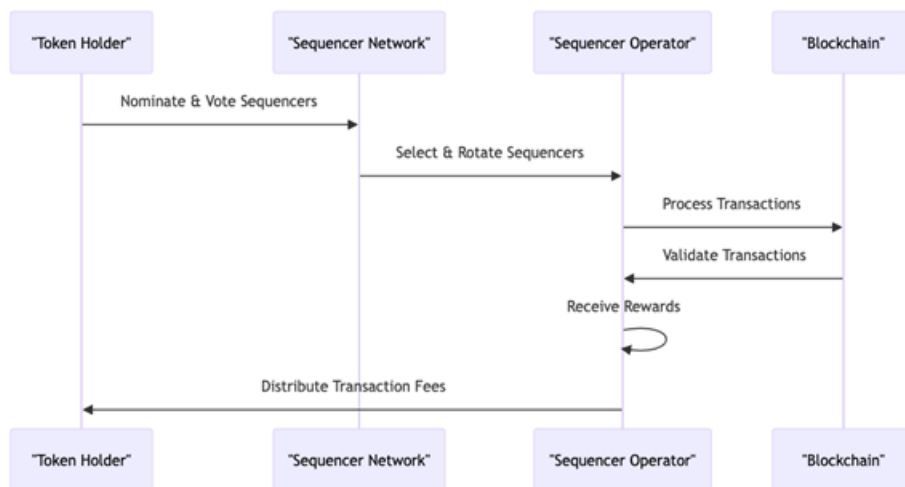 "Token Holder" "Sequencer Network" "Sequencer Operator" "Blockchain"
Nominate & Vote Sequencers
Select & Rotate Sequencers
Process Transactions
Validate Transactions
Receive Rewards
Distribute Transaction Fees
"Token Holder" "Sequencer Network" "Sequencer Operator" "Blockchain"